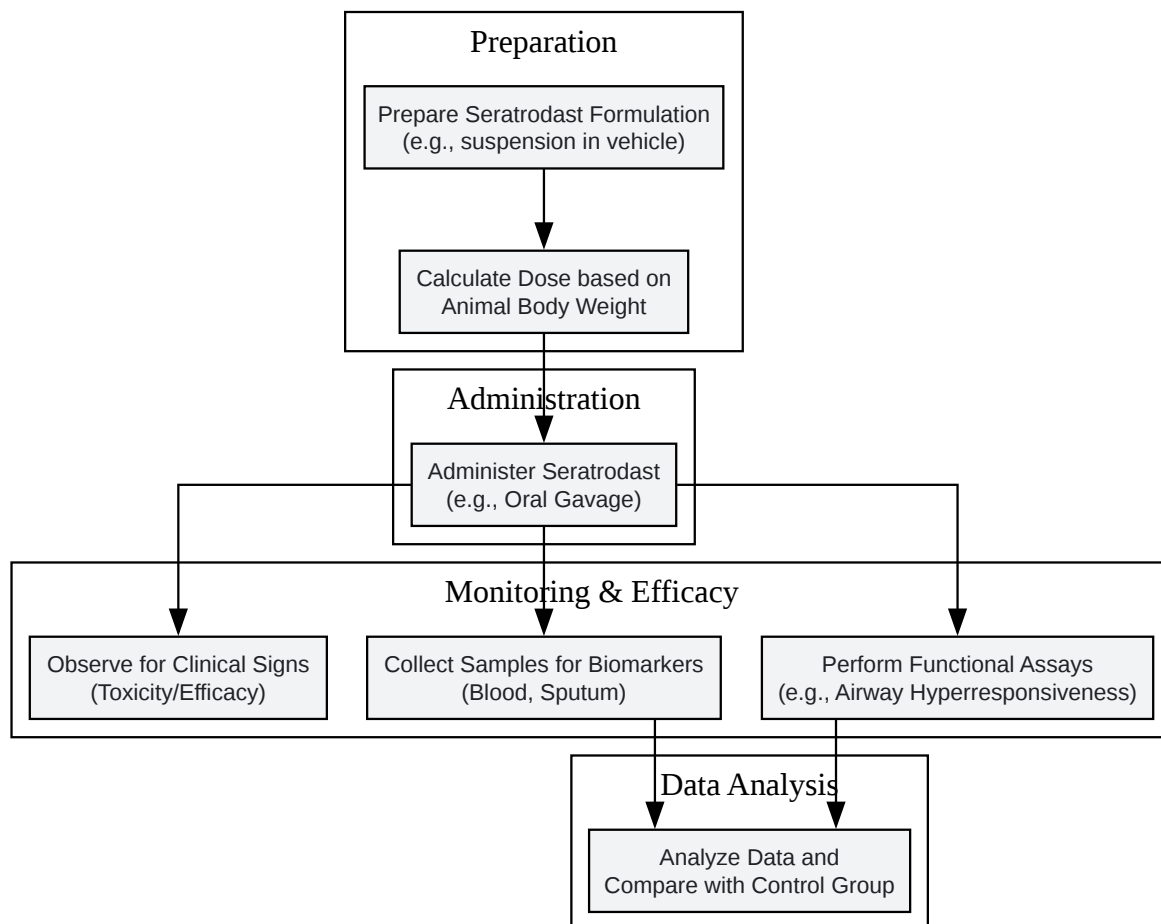 Preparation
Prepare Seratrodast Formulation
(e.g., suspension in vehicle)
Calculate Dose based on
Animal Body Weight
Administration
Administer Seratrodast
(e.g., Oral Gavage)
Monitoring & Efficacy
Observe for Clinical Signs
(Toxicity/Efficacy)
Collect Samples for Biomarkers
(Blood, Sputum)
Perform Functional Assays
(e.g., Airway Hyperresponsiveness)
Data Analysis
Analyze Data and
Compare with Control Group